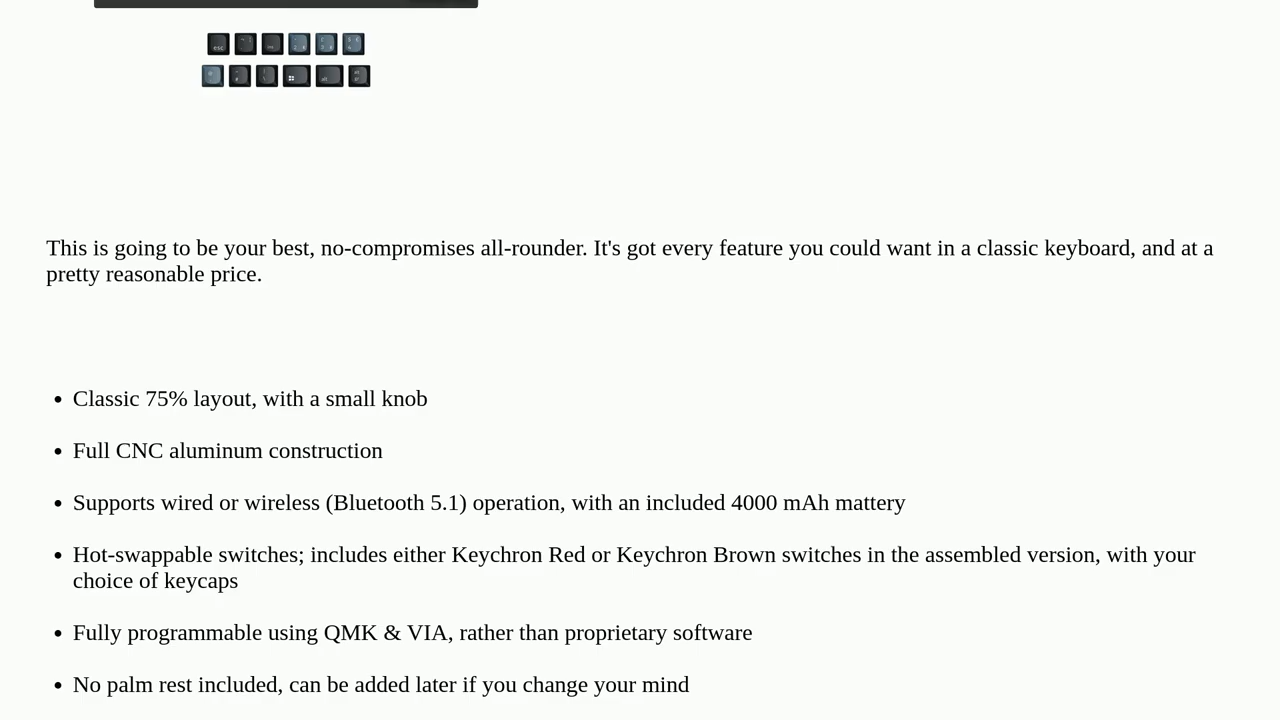 esc
This is going to be your best, no-compromises all-rounder. It's got every feature you could want in a classic keyboard, and at a
pretty reasonable price.
Classic 75% layout, with a small knob
Full CNC aluminum construction
Supports wired or wireless (Bluetooth 5.1) operation, with an included 4000 mAh mattery
Hot-swappable switches; includes either Keychron Red or Keychron Brown switches in the assembled version, with your
choice of keycaps
Fully programmable using QMK & VIA, rather than proprietary software
No palm rest included, can be added later if you change your mind